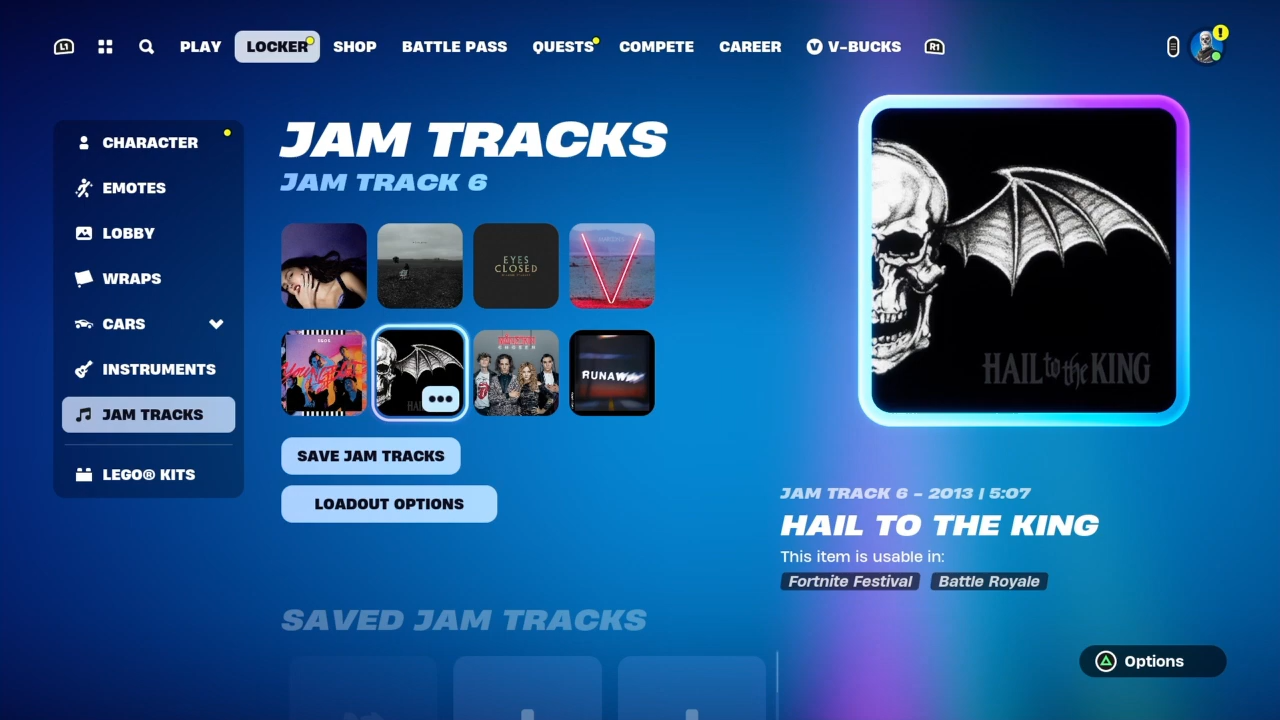 L1
PLAY
LOCKER
SHOP
BATTLE PASS
QUESTS
COMPETE
CAREER
V-BUCKS
R1
CHARACTER
EMOTES
LOBBY
WRAPS
CARS
INSTRUMENTS
JAM TRACKS
LEGO® KITS
JAM TRACKS
JAM TRACK 6
EYES
CLOSED
RUNAWAY
SAVE JAM TRACKS
LOADOUT OPTIONS
SAVED JAM TRACKS
HAIL to the KING
JAM TRACK 6 - 2013 | 5:07
HAIL TO THE KING
This item is usable in:
Fortnite Festival
Battle Royale
Options